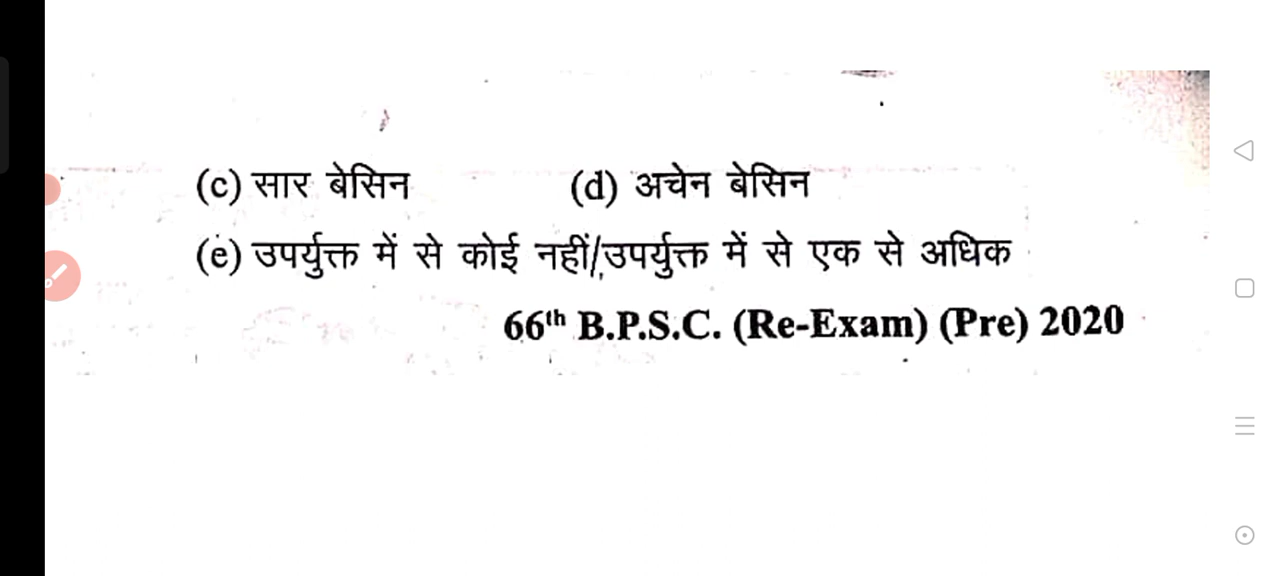 (c) सार बेसिन (d) अचेन बेसिन
(e) उपर्युक्त में से कोई नहीं/उपर्युक्त में से एक से अधिक
66th B.P.S.C. (Re-Exam) (Pre) 2020